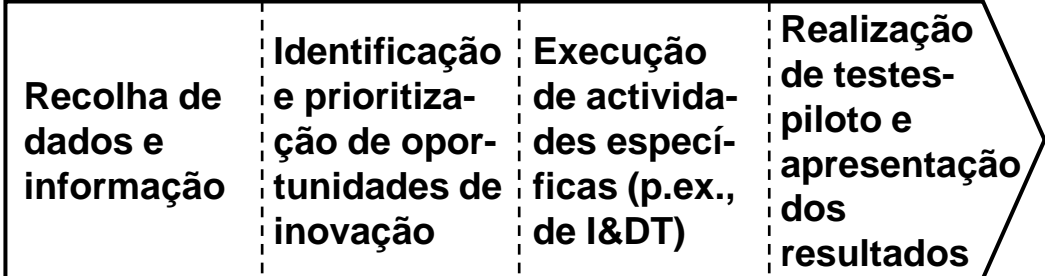 Recolha de
dados e
informação
Identificação
e prioritiza-
ção de opor-
tunidades de
inovação
Execução
de activida-
des especí-
ficas (p.ex.,
de I&DT)
Realização
de testes-
piloto e
apresentação
dos
resultados